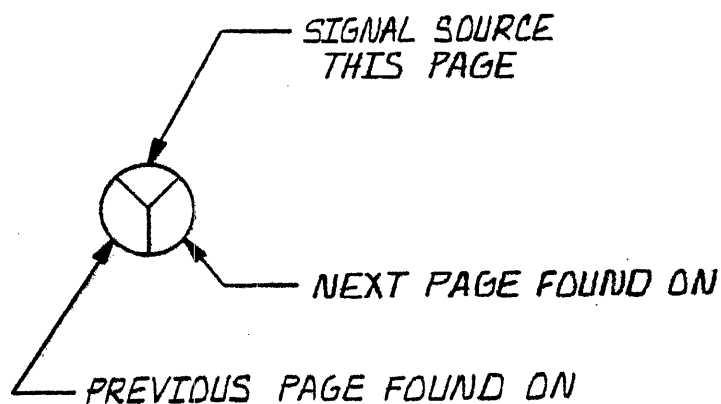 SIGNAL SOURCE
THIS PAGE
NEXT PAGE FOUND ON
PREVIOUS PAGE FOUND ON